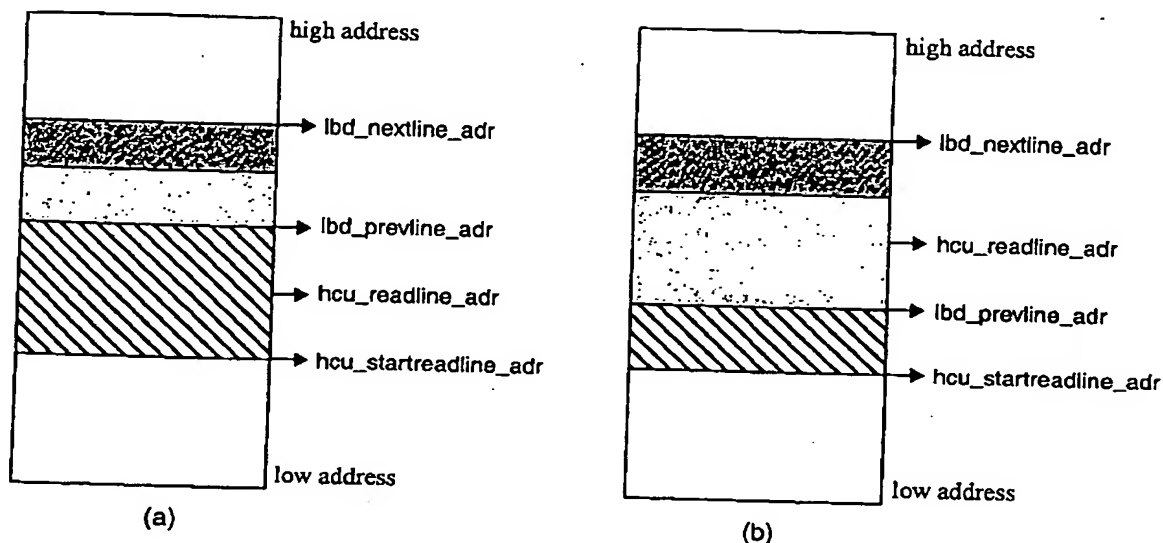 high address
lbd_nextline_adr
lbd_prevline_adr
hcu_readline_adr
hcu_startreadline_adr
low address
(a)
high address
lbd_nextline_adr
hcu_readline_adr
lbd_prevline_adr
hcu_startreadline_adr
low address
(b)